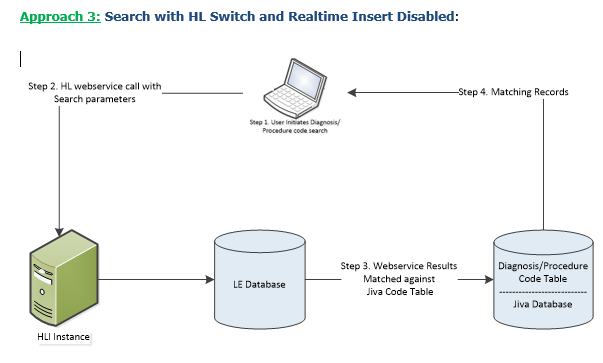 Approach 3: Search with HL Switch and Realtime Insert Disabled:
Step 2. HL webservice call with
Search parameters
Step 1. User Initiates Diagnosis/
Procedure code search
Step 4. Matching Records
LE Database
Step 3. Webservice Results
Matched against
Jiva Code Table
Diagnosis/Procedure
Code Table
Jiva Database
HLI Instance